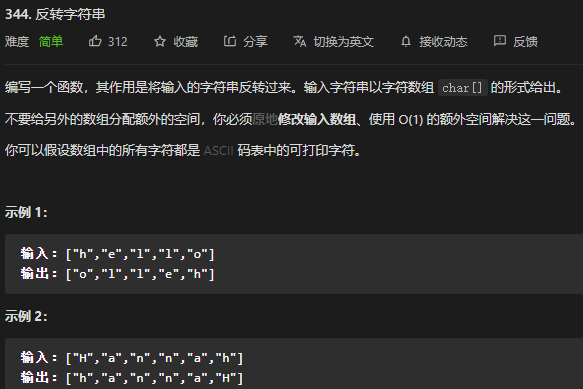 344. 反转字符串
难度 简单 312 收藏 分享 切换为英文 接收动态 反馈
编写一个函数，其作用是将输入的字符串反转过来。输入字符串以字符数组 char[] 的形式给出。
不要给另外的数组分配额外的空间，你必须原地修改输入数组、使用 O(1) 的额外空间解决这一问题。
你可以假设数组中的所有字符都是 ASCII 码表中的可打印字符。
示例 1：
输入：["h","e","l","l","o"]
输出：["o","l","l","e","h"]
示例 2：
输入：["H","a","n","n","a","h"]
输出：["h","a","n","n","a","H"]